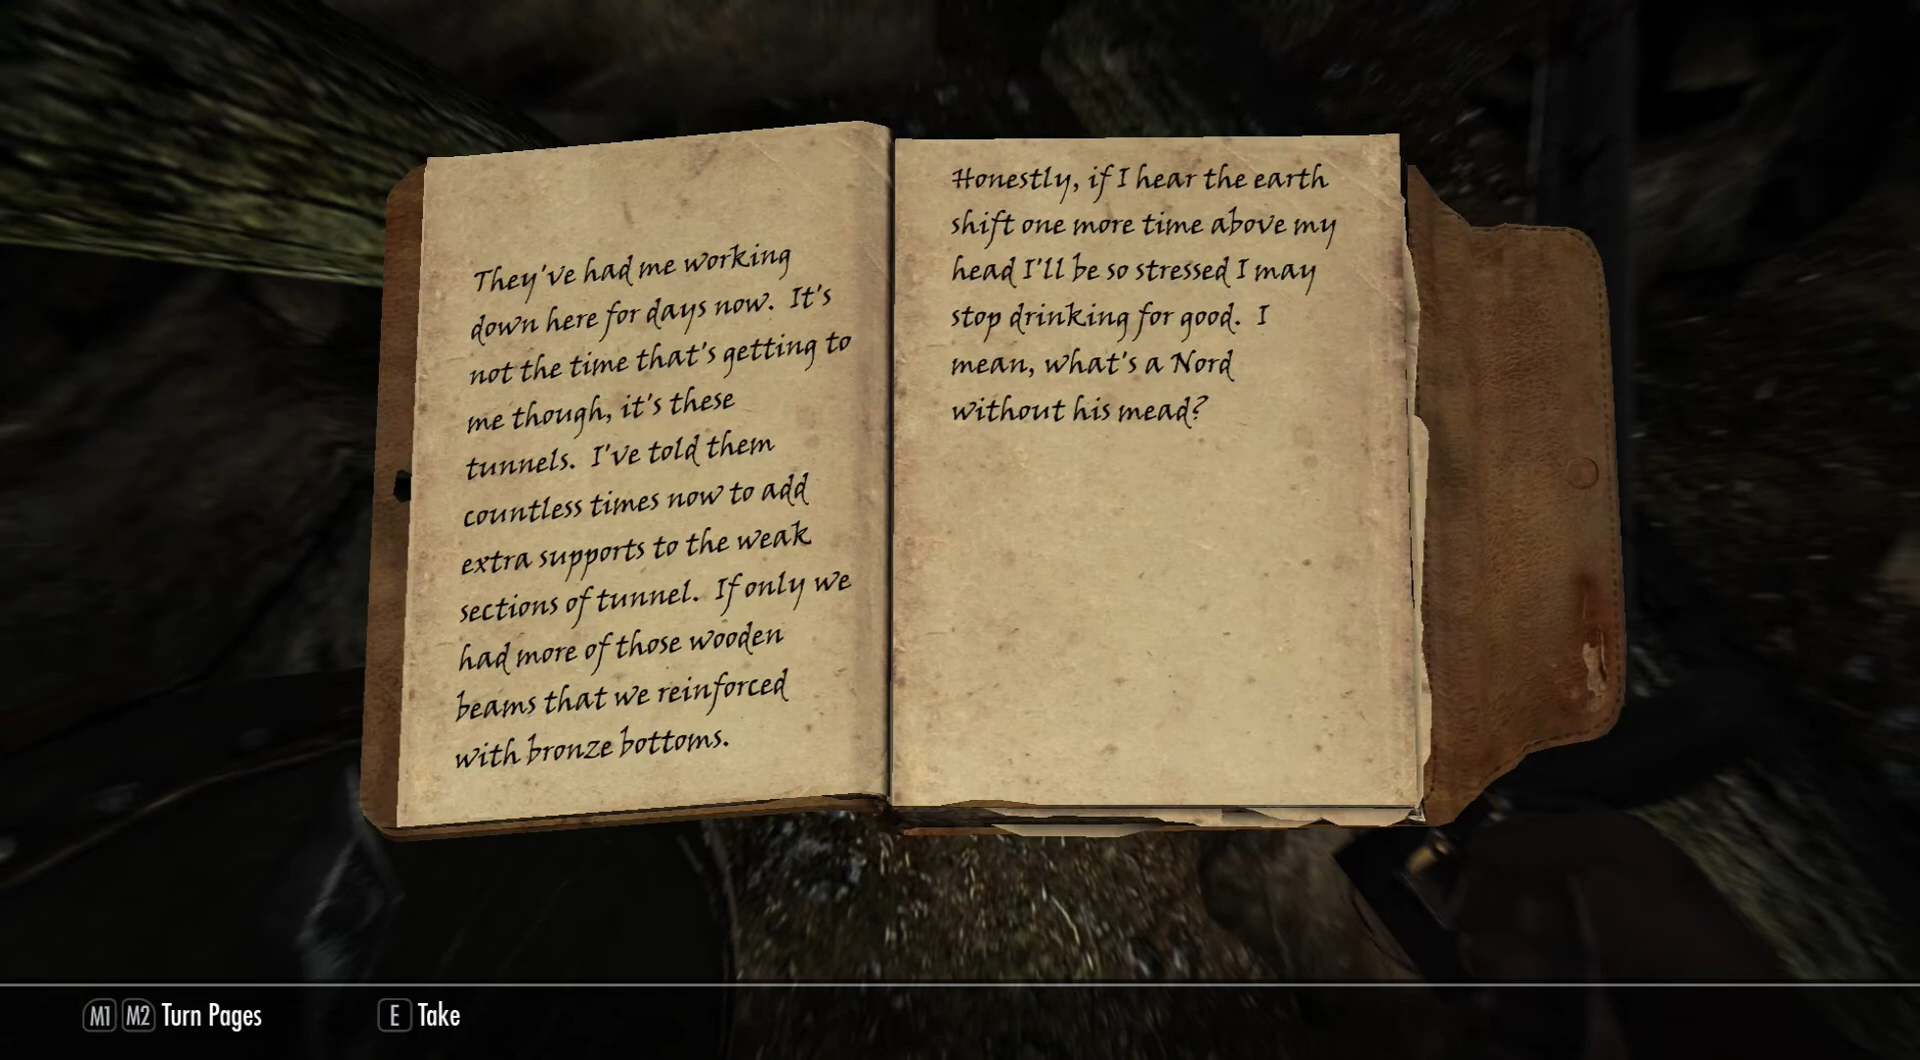 They've had me working
down here for days now.  It's
not the time that's getting to
me though, it's these
tunnels.  I've told them
countless times now to add
extra supports to the weak
sections of tunnel.  If only we
had more of those wooden
beams that we reinforced
with bronze bottoms.
Honestly, if I hear the earth
shift one more time above my
head I'll be so stressed I may
stop drinking for good.  I
mean, what's a Nord
without his mead?
M1 M2 Turn Pages E Take